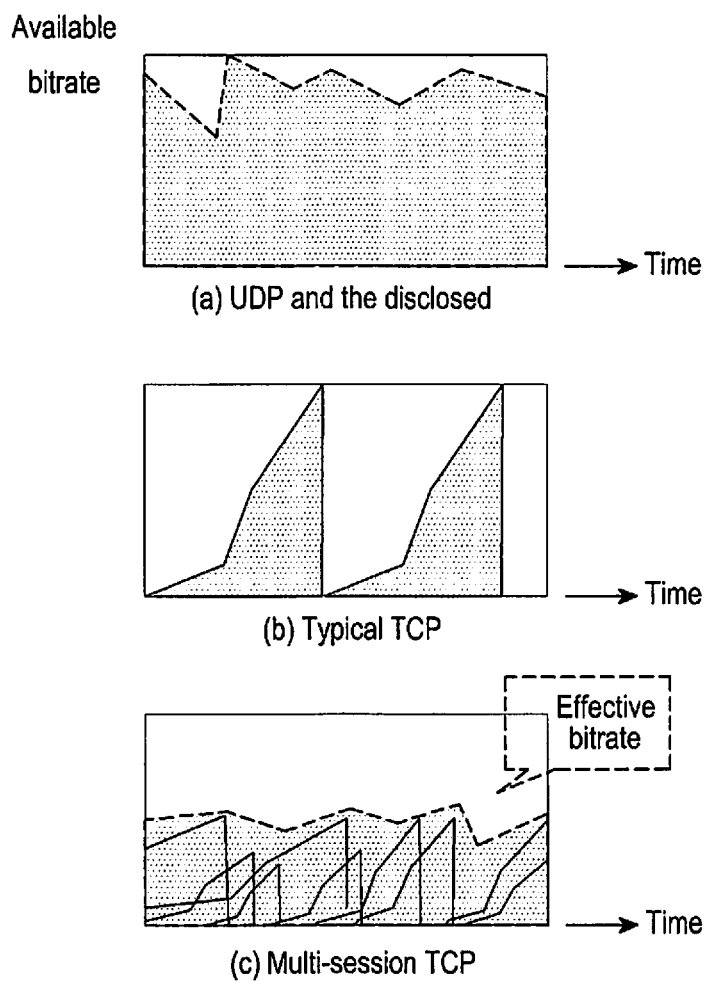 Available
bitrate
Time
(a) UDP and the disclosed
Time
(b) Typical TCP
Effective
bitrate
Time
(c) Multi-session TCP